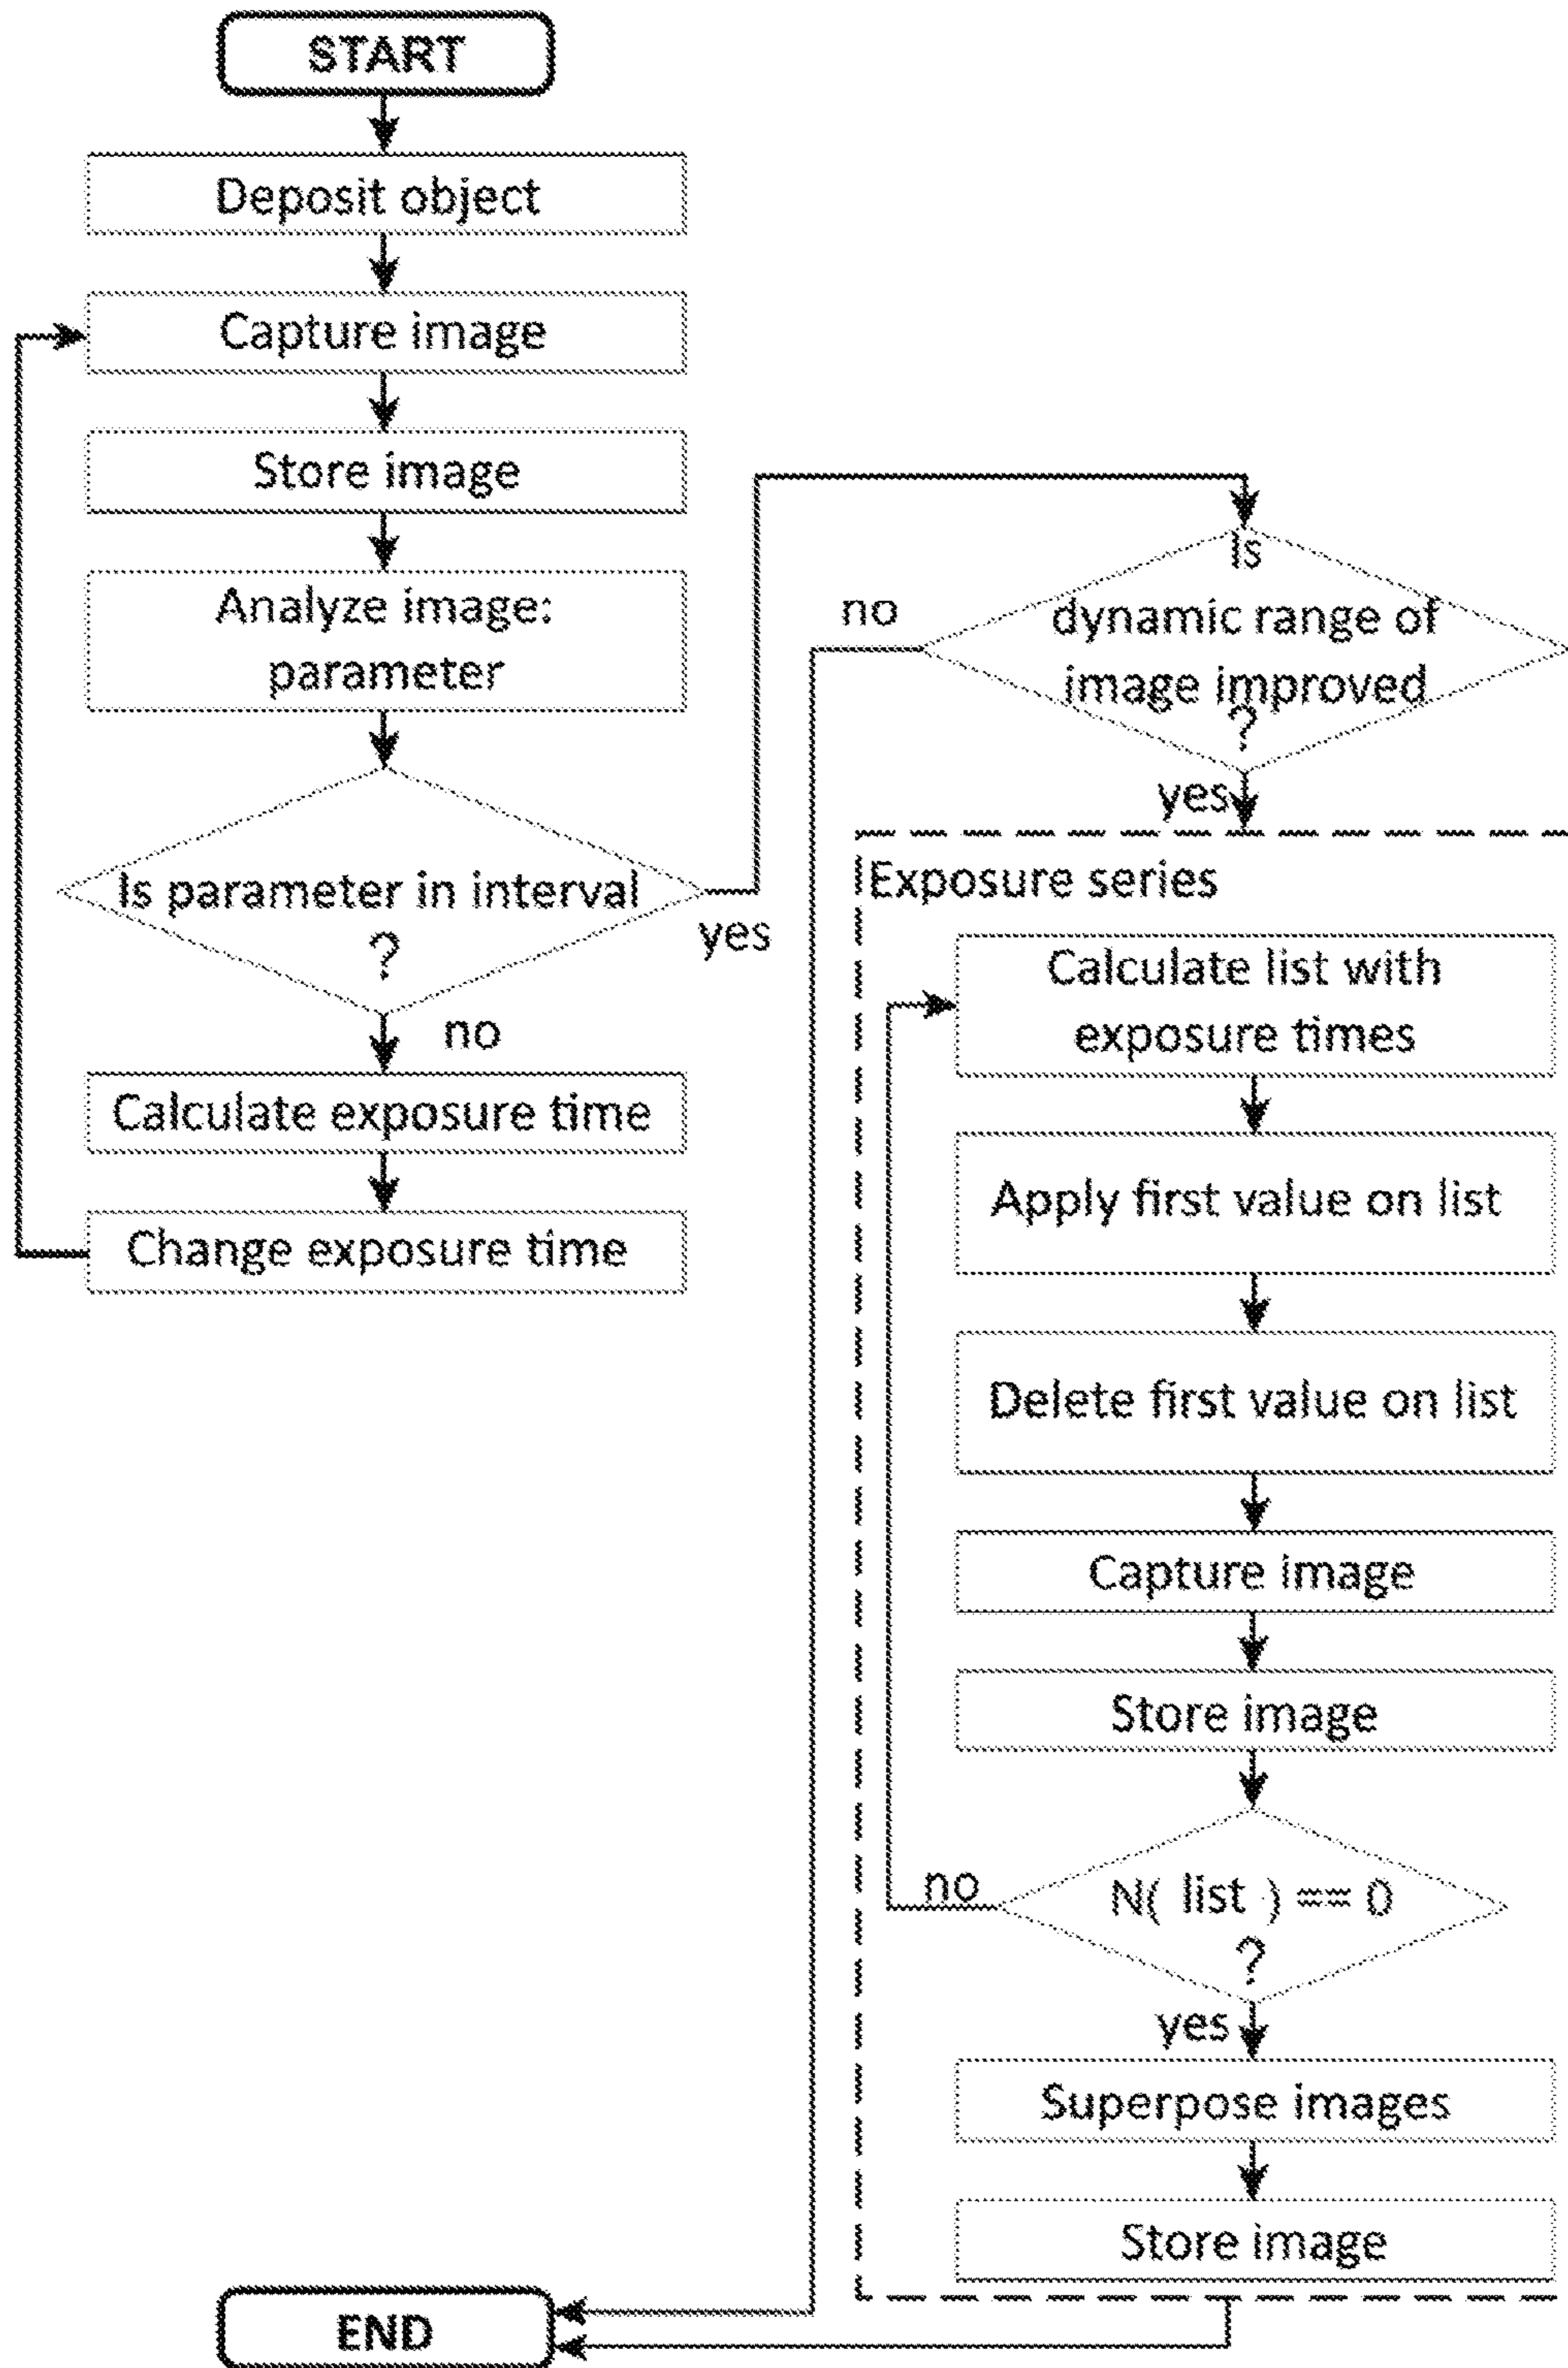 START
Deposit object
Capture image
Store image
Analyze image:
parameter
Is parameter in interval
?
yes
no
Calculate exposure time
Change exposure time
Is
dynamic range of
image improved
?
no
yes
Exposure series
Calculate list with
exposure times
Apply first value on list
Delete first value on list
Capture image
Store image
N( list ) == 0
?
no
yes
Superpose images
Store image
END